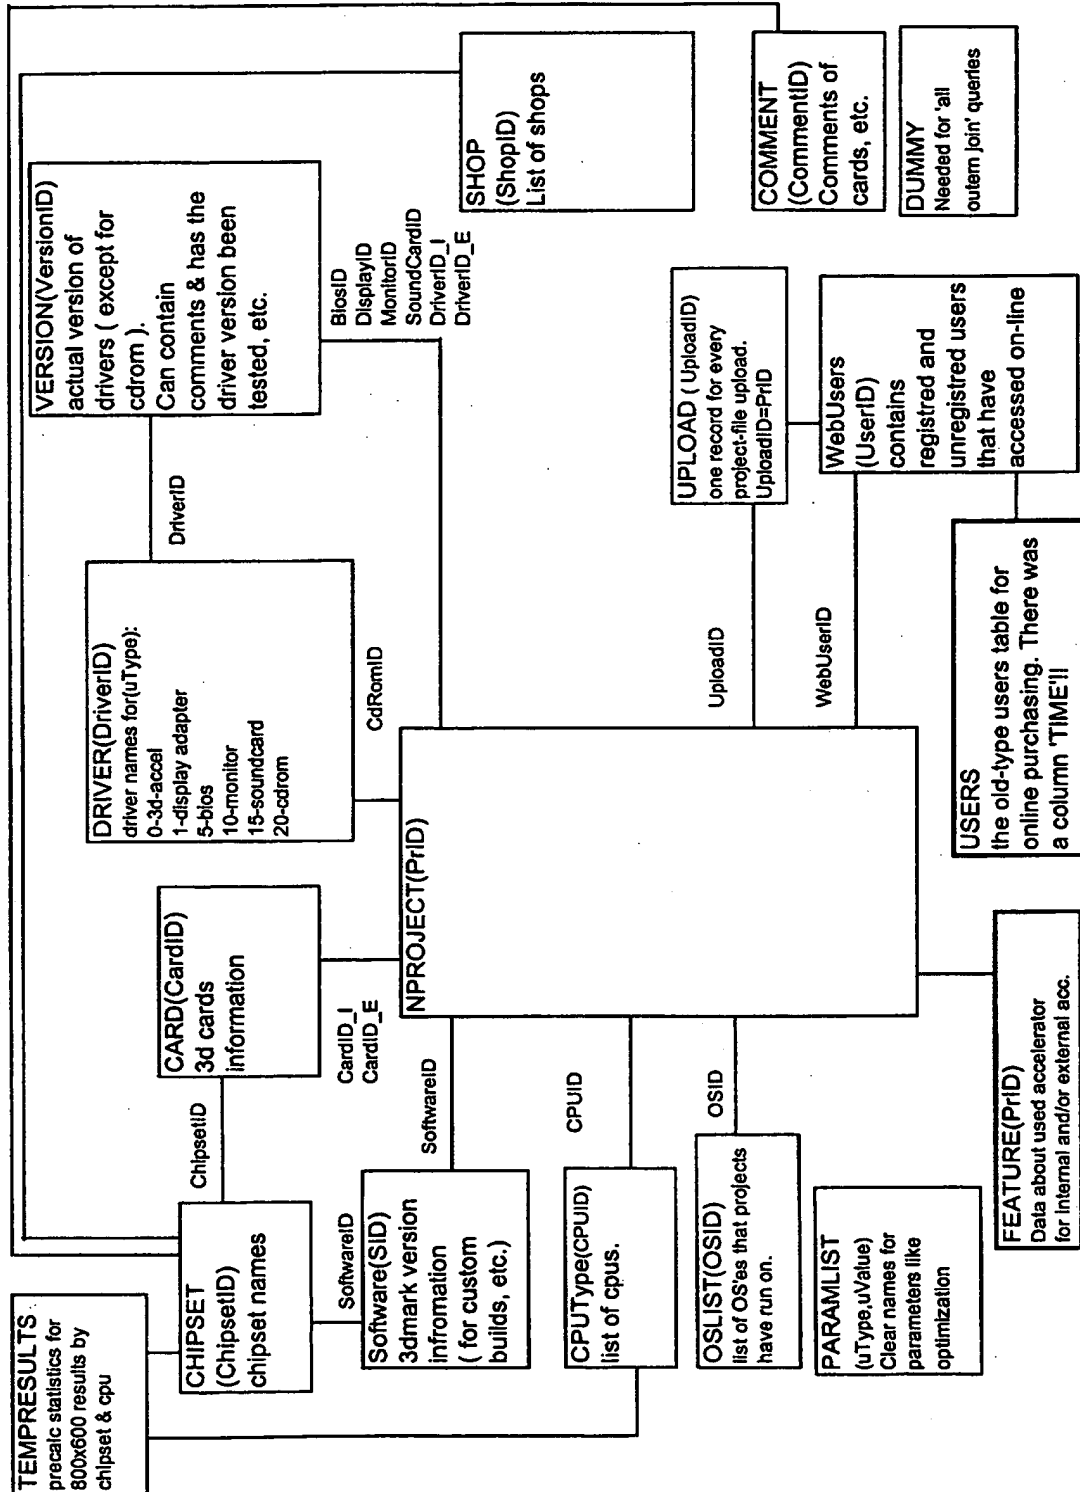 TEMPRESULTS
precalc statistics for
800x600 results by
chipset & cpu
CHIPSET
(ChipsetID)
chipset names
ChipsetID
CARD(CardID)
3d cards
information
CardID_I
CardID_E
DRIVER(DriverID)
driver names for(uType):
0-3d-accel
1-display adapter
5-bios
10-monitor
15-soundcard
20-cdrom
DriverID
CdRomID
VERSION(VersionID)
actual version of
drivers ( except for
cdrom ).
Can contain
comments & has the
driver version been
tested, etc.
BiosID
DisplayID
MonitorID
SoundCardID
DriverID_I
DriverID_E
SHOP
(ShopID)
List of shops
SoftwareID
Software(SID)
3dmark version
infromation
( for custom
builds, etc.)
SoftwareID
NPROJECT(PrID)
CPUType(CPUID)
list of cpus.
CPUID
OSLIST(OSID)
list of OS'es that projects
have run on.
OSID
PARAMLIST
(uType,uValue)
Clear names for
parameters like
optimization
UploadID
WebUserID
UPLOAD ( UploadID)
one record for every
project-file upload.
UploadID=PrID
WebUsers
(UserID)
contains
registred and
unregistred users
that have
accessed on-line
COMMENT
(CommentID)
Comments of
cards, etc.
DUMMY
Needed for 'all
outern join' queries
FEATURE(PrID)
Data about used accelerator
for internal and/or external acc.
USERS
the old-type users table for
online purchasing. There was
a column 'TIME'!!